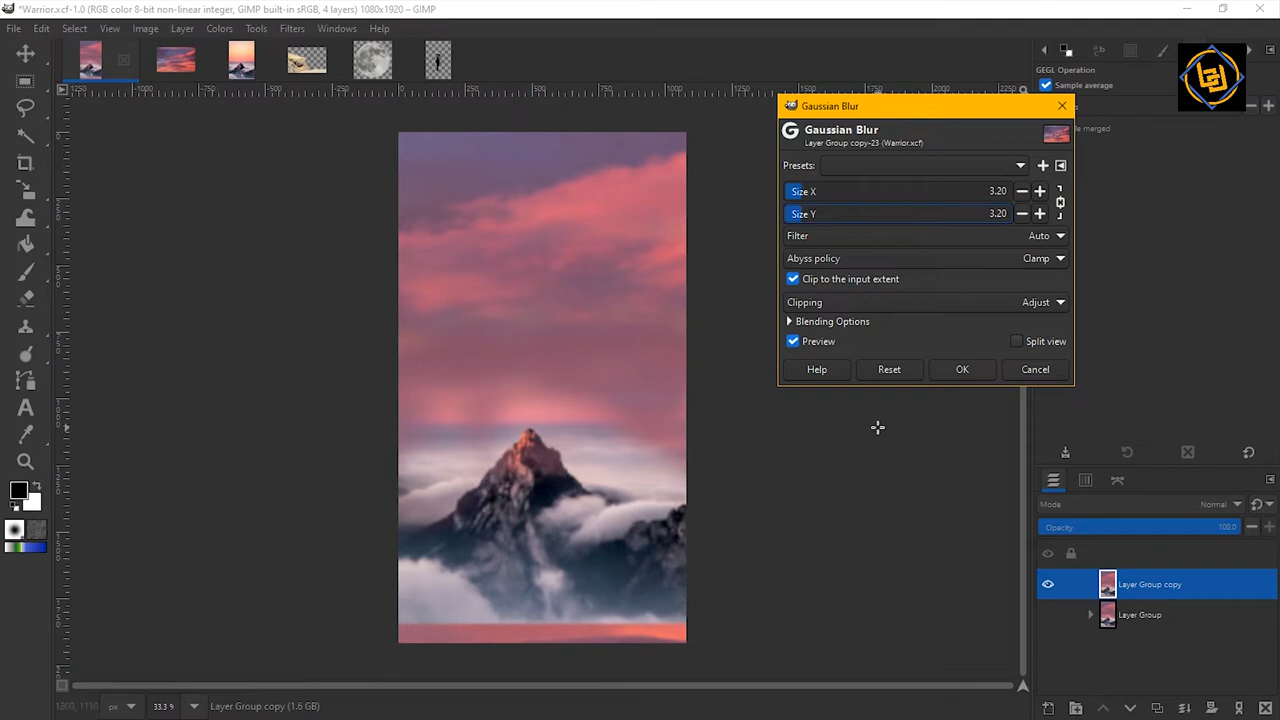 *Warrior.xcf-1.0 (RGB color 8-bit non-linear integer, GIMP built-in sRGB, 4 layers) 1080x1920 – GIMP
File Edit Select View Image Layer Colors Tools Filters Windows Help
GEGL Operation
Sample average
merged
Gaussian Blur
Gaussian Blur
Layer Group copy-23 (Warrior.xcf)
Presets:
Size X 3.20
Size Y 3.20
Filter Auto
Abyss policy Clamp
Clip to the input extent
Clipping Adjust
Blending Options
Preview Split view
Help Reset OK Cancel
Mode Normal
Opacity 100.0
Layer Group copy
Layer Group
px 33.3 % Layer Group copy (1.6 GB)